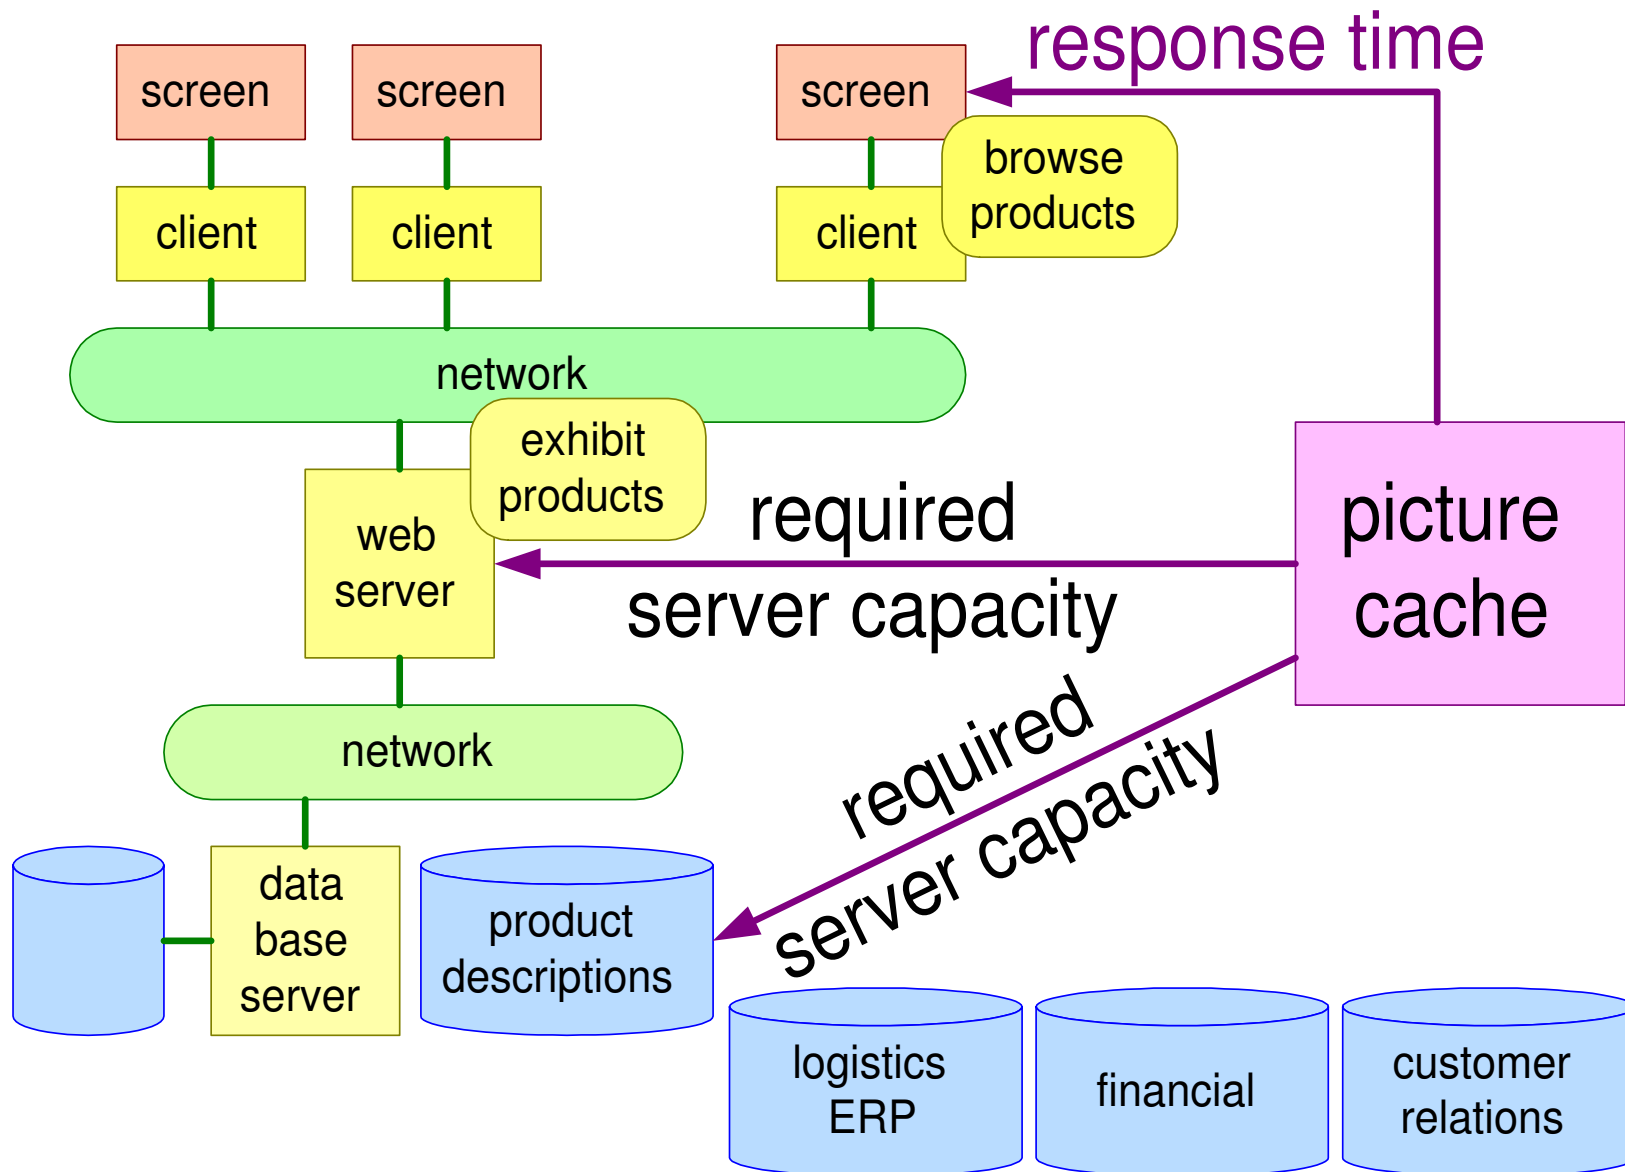 response time
screen
screen
screen
browse
products
client
client
client
network
exhibit
products
web
server
required
server capacity
picture
cache
network
required
server capacity
data
base
server
product
descriptions
logistics
ERP
financial
customer
relations